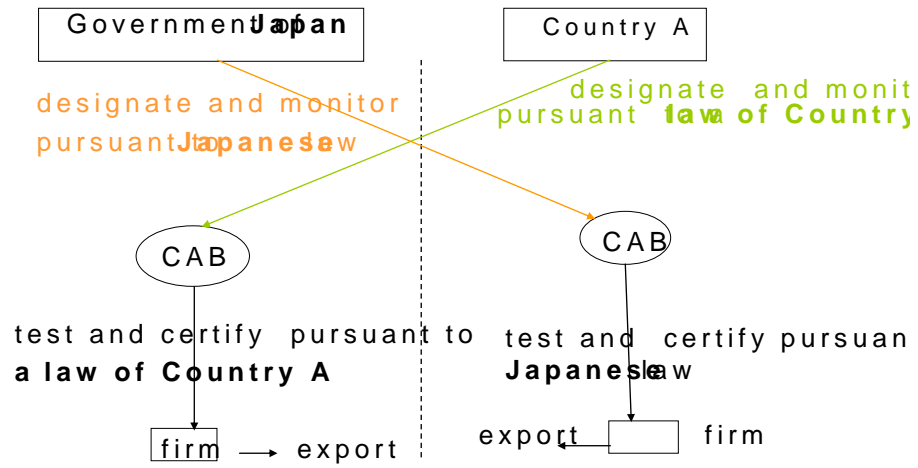 Government of Japan
Country A
designate and monitor
pursuant to Japanese law
designate and monit
pursuant to a law of Country
CAB
CAB
test and certify pursuant to
a law of Country A
test and certify pursuan
Japanese law
firm
export
export
firm